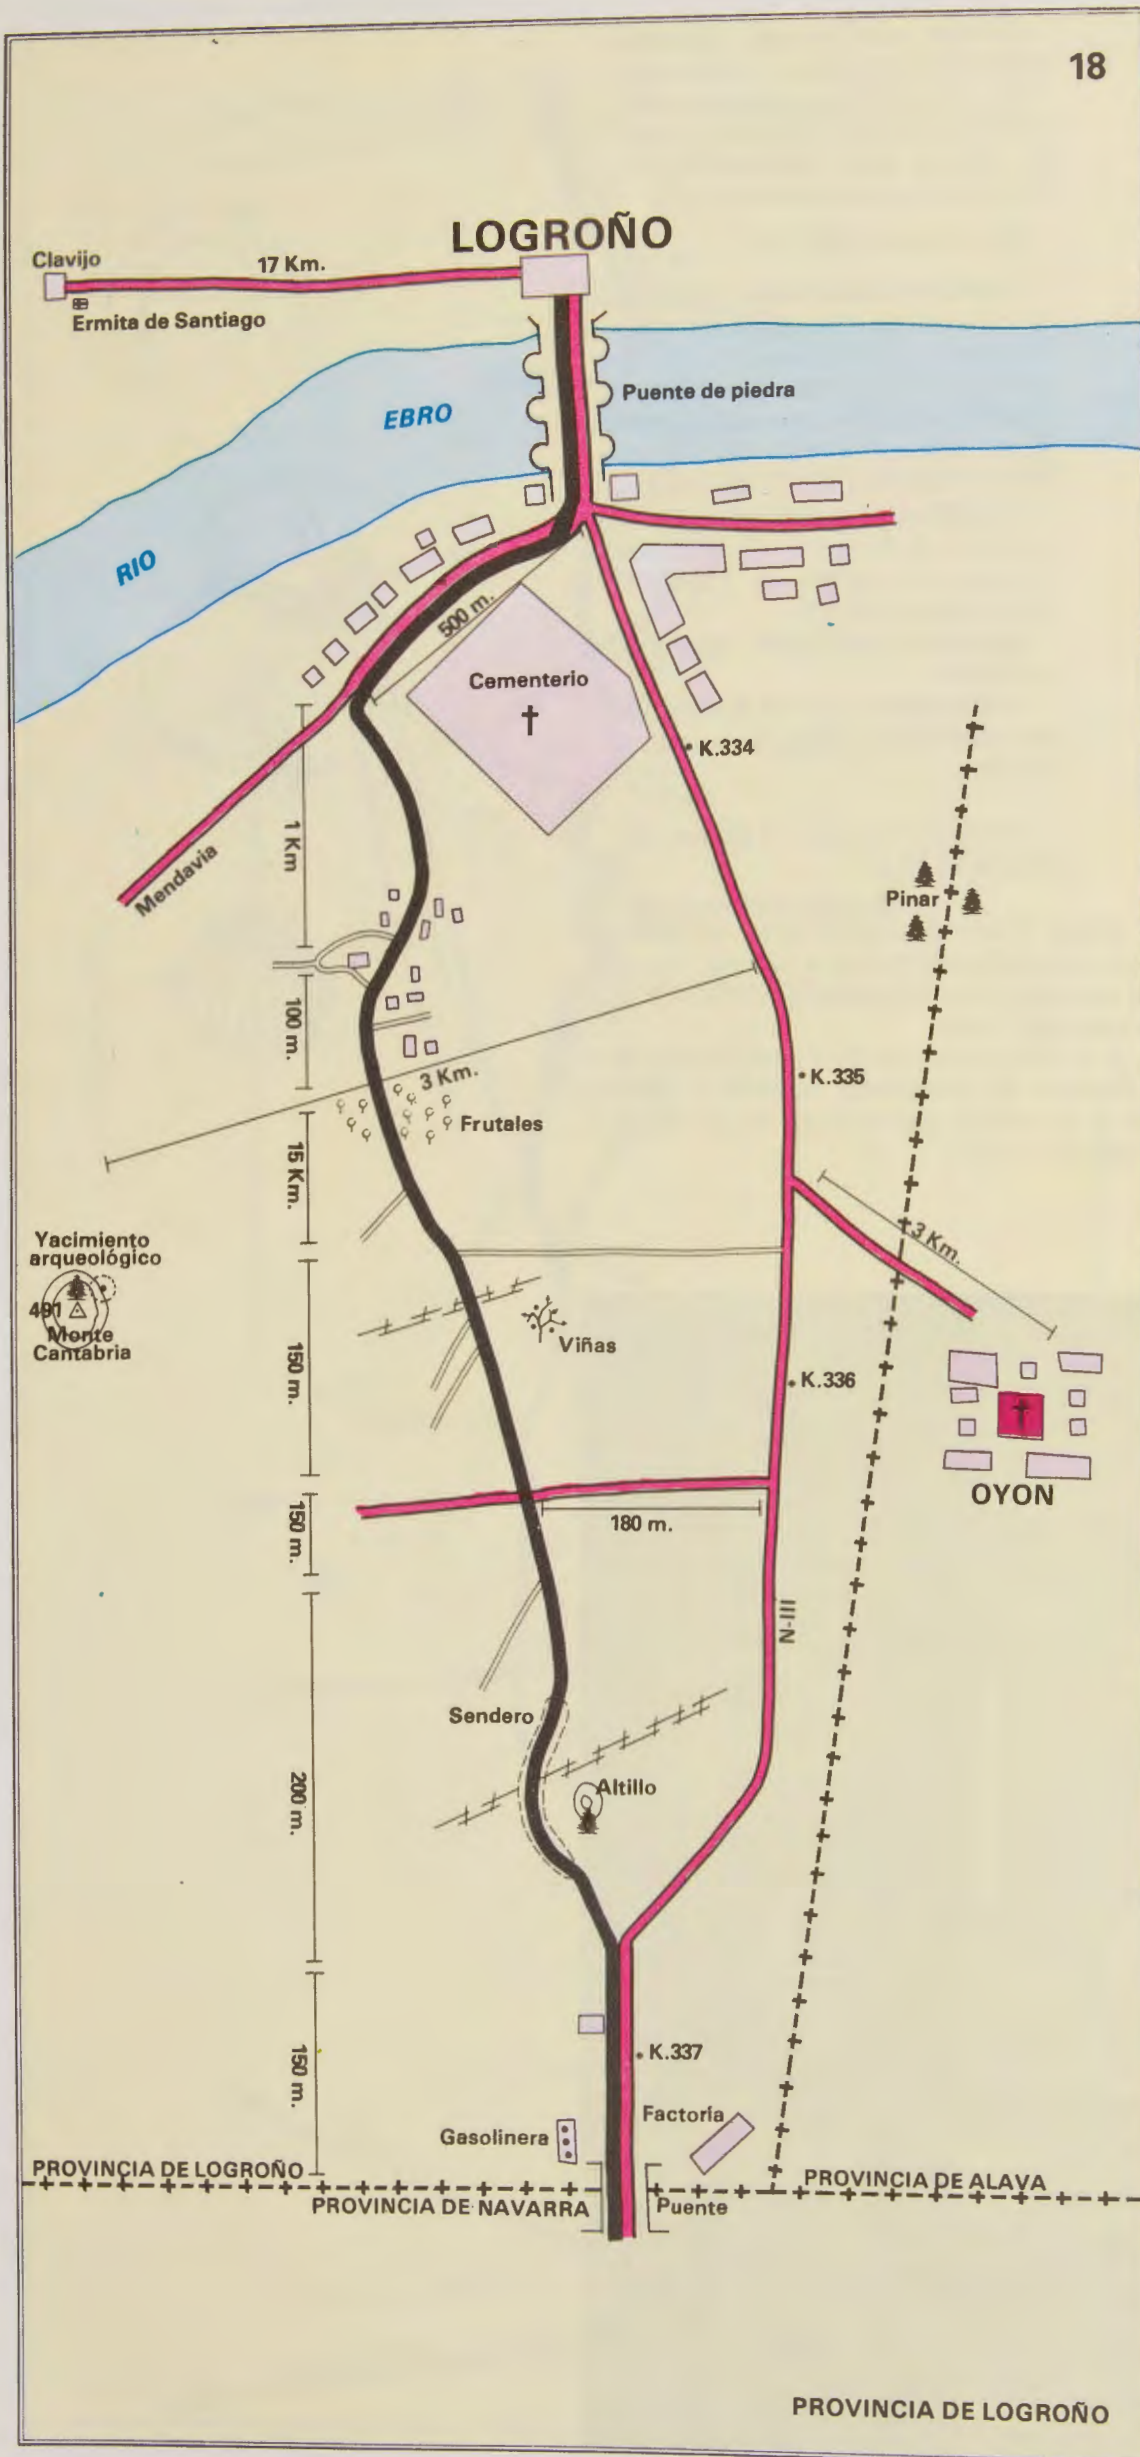 18
LOGROÑO
Clavijo
17 Km.
Ermita de Santiago
Puente de piedra
EBRO
RIO
500 m.
Cementerio
K.334
1 Km
Mendavia
Pinar
100 m.
3 Km.
K.335
Frutales
15 Km.
3 Km.
Yacimiento
arqueológico
491
Monte
Cantabria
Viñas
150 m.
K.336
OYON
150 m.
180 m.
N-III
Sendero
Altillo
200 m.
150 m.
K.337
Factoría
Gasolinera
PROVINCIA DE LOGROÑO
PROVINCIA DE ALAVA
PROVINCIA DE NAVARRA
Puente
PROVINCIA DE LOGROÑO